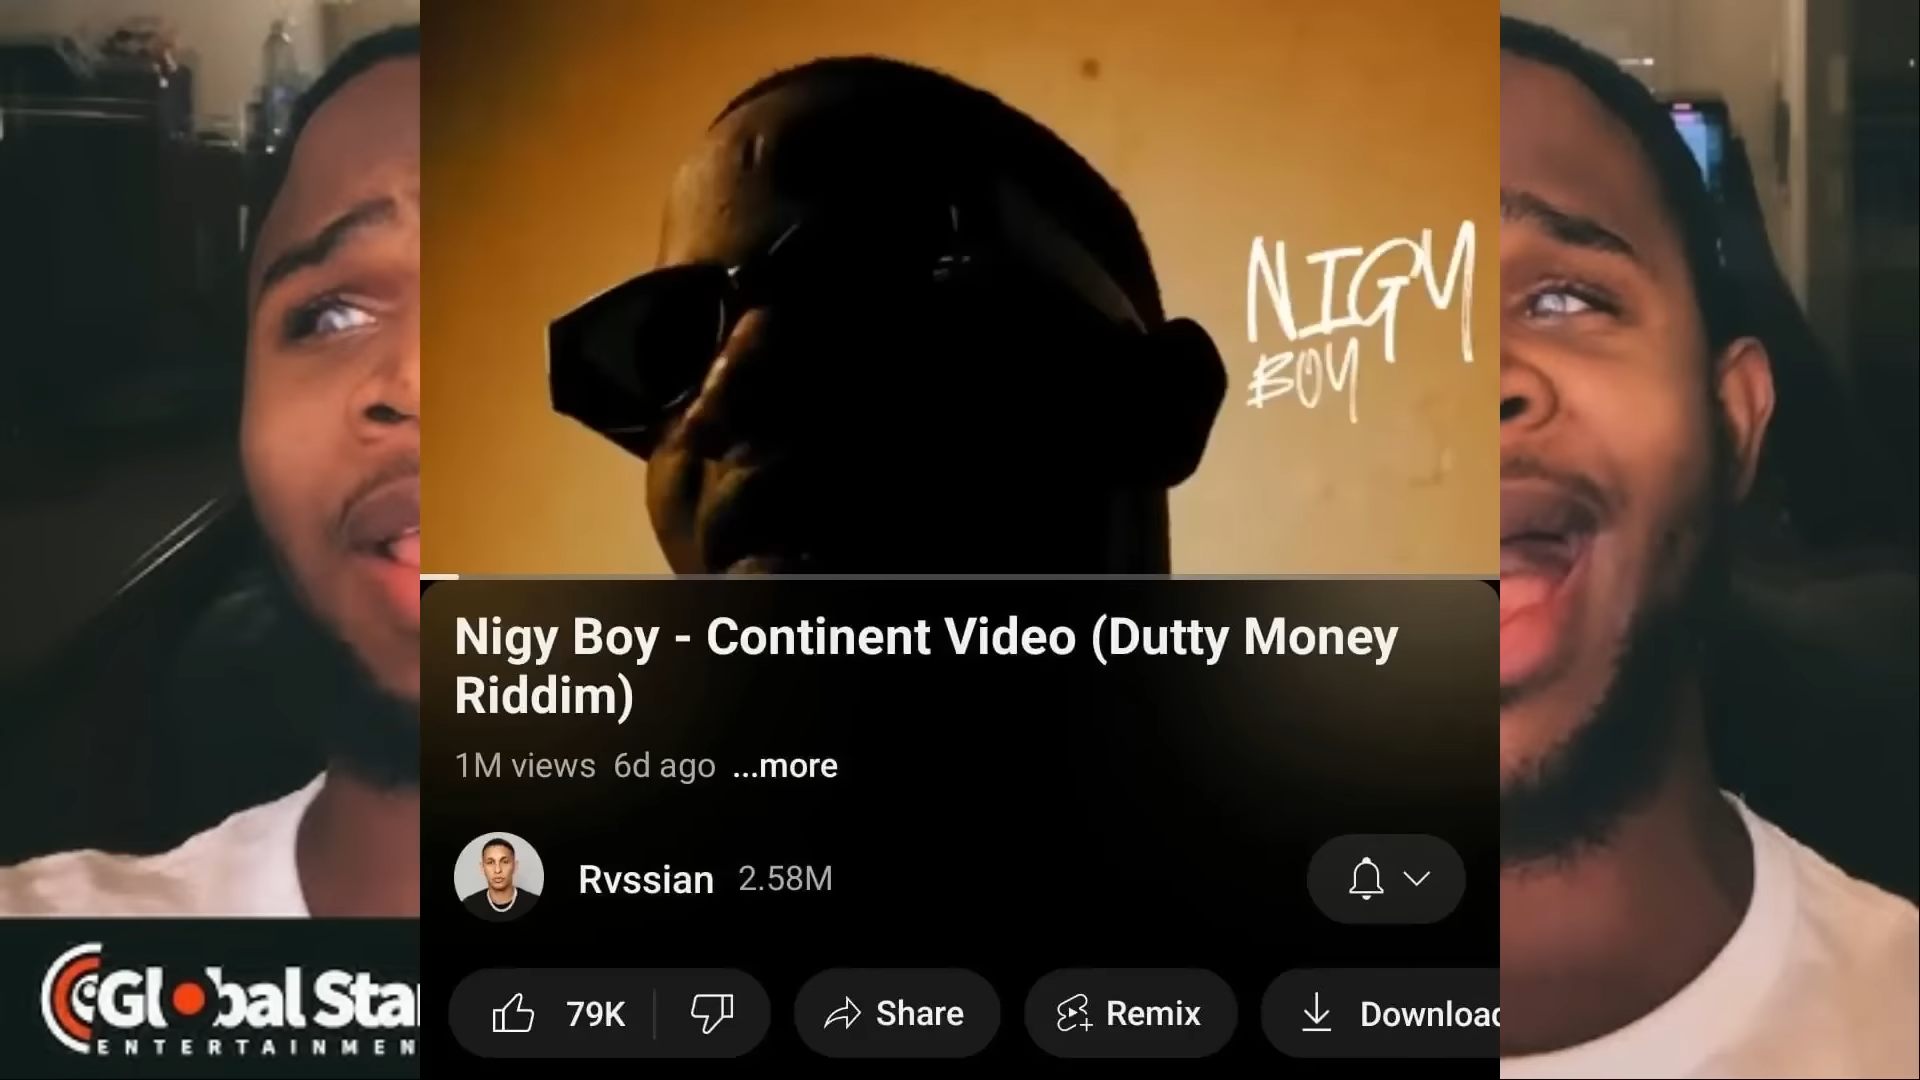 NIGY
BOY
Nigy Boy - Continent Video (Dutty Money
Riddim)
1M views 6d ago ...more
Rvssian 2.58M
79K Share Remix Download
Global Star
ENTERTAINMEN